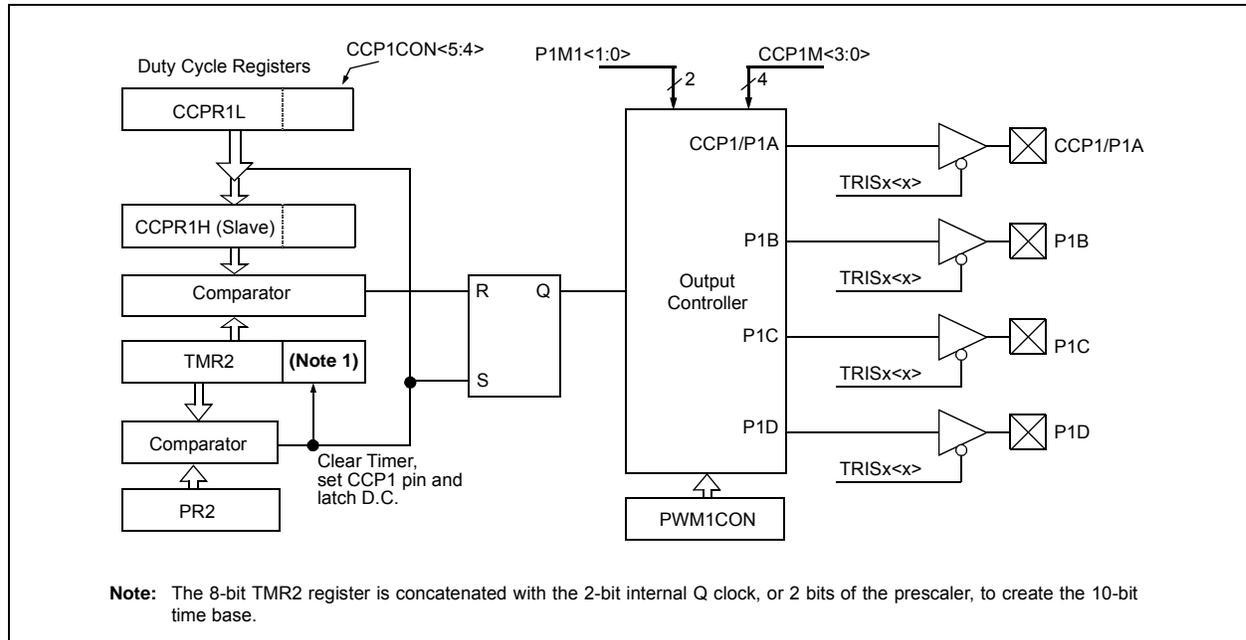 CCP1CON<5:4>
Duty Cycle Registers
CCPR1L
CCPR1H (Slave)
Comparator
TMR2
(Note 1)
Comparator
PR2
Clear Timer,
set CCP1 pin and
latch D.C.
R
Q
S
P1M1<1:0>
2
CCP1M<3:0>
4
Output
Controller
CCP1/P1A
P1B
P1C
P1D
PWM1CON
TRISx<x>
CCP1/P1A
TRISx<x>
P1B
TRISx<x>
P1C
TRISx<x>
P1D
Note: The 8-bit TMR2 register is concatenated with the 2-bit internal Q clock, or 2 bits of the prescaler, to create the 10-bit
time base.